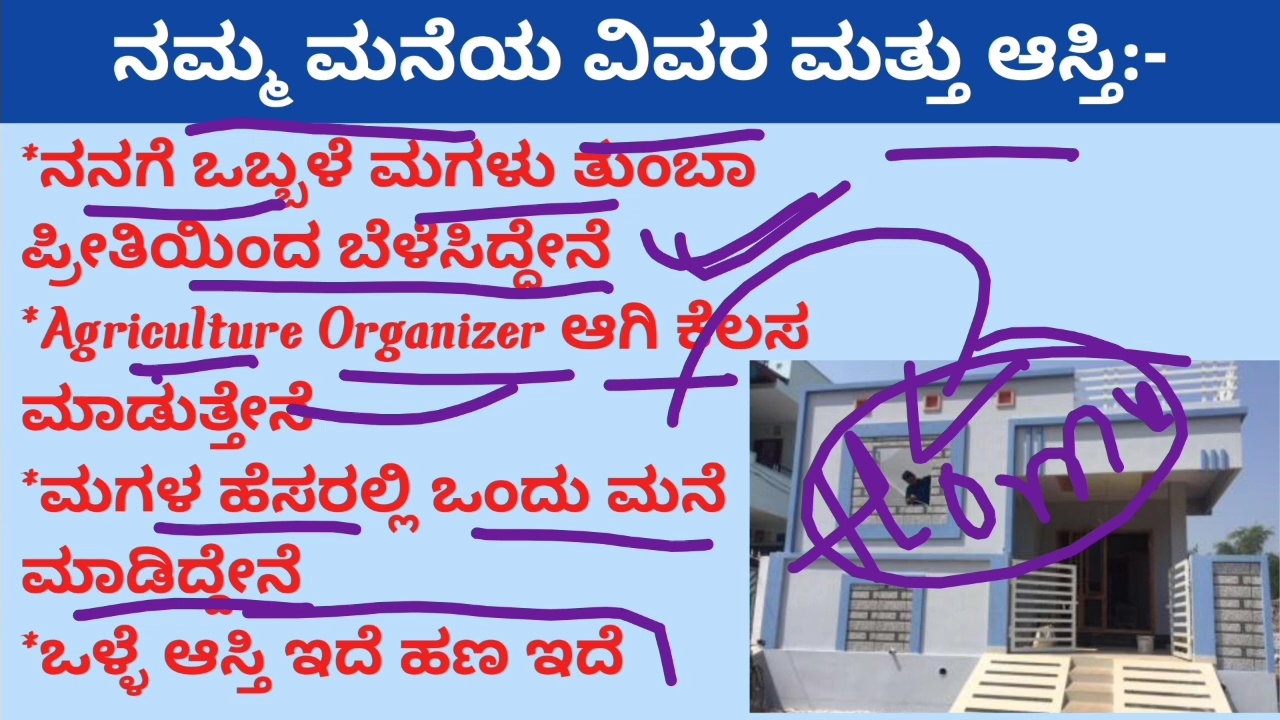 ನಮ್ಮ ಮನೆಯ ವಿವರ ಮತ್ತು ಆಸ್ತಿ:-
*ನನಗೆ ಒಬ್ಬಳೆ ಮಗಳು ತುಂಬಾ
ಪ್ರೀತಿಯಿಂದ ಬೆಳೆಸಿದ್ದೇನೆ
*Agriculture Organizer ಆಗಿ ಕೆಲಸ
ಮಾಡುತ್ತೇನೆ
*ಮಗಳ ಹೆಸರಲ್ಲಿ ಒಂದು ಮನೆ
ಮಾಡಿದ್ದೇನೆ
*ಒಳ್ಳೆ ಆಸ್ತಿ ಇದೆ ಹಣ ಇದೆ